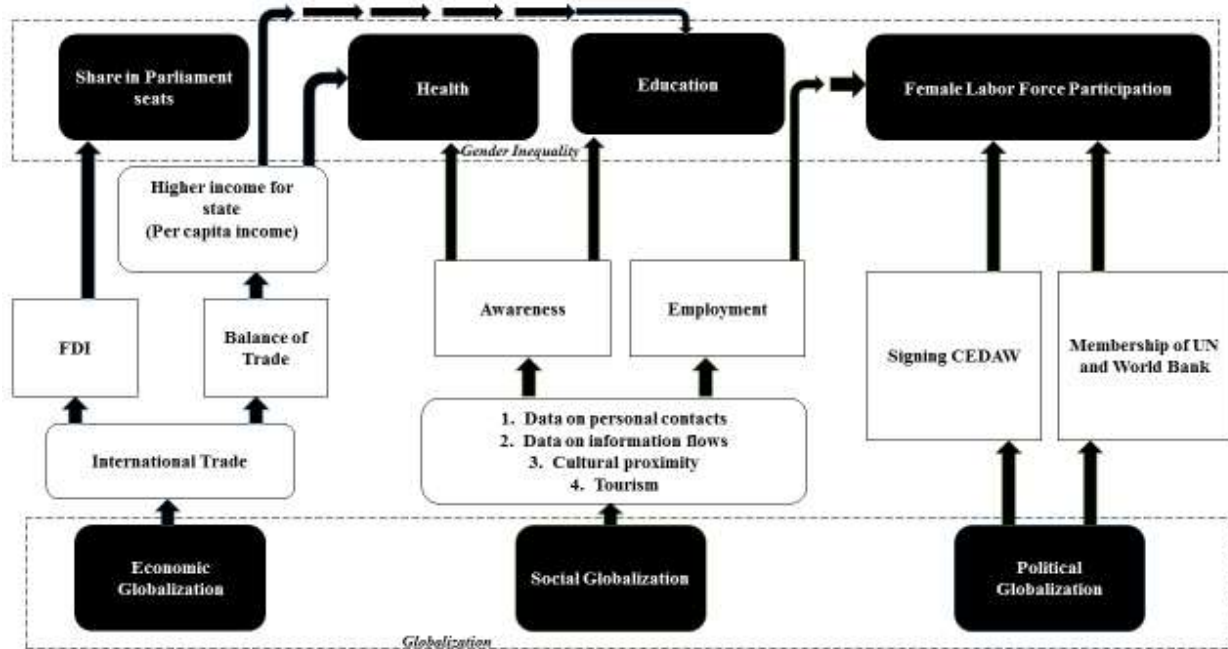 Share in Parliament
seats
Health
Education
Female Labor Force Participation
Gender Inequality
Higher income for
state
(Per capita income)
FDI
Balance of
Trade
Awareness
Employment
Signing CEDAW
Membership of UN
and World Bank
International Trade
1. Data on personal contacts
2. Data on information flows
3. Cultural proximity
4. Tourism
Economic
Globalization
Social Globalization
Political
Globalization
Globalization